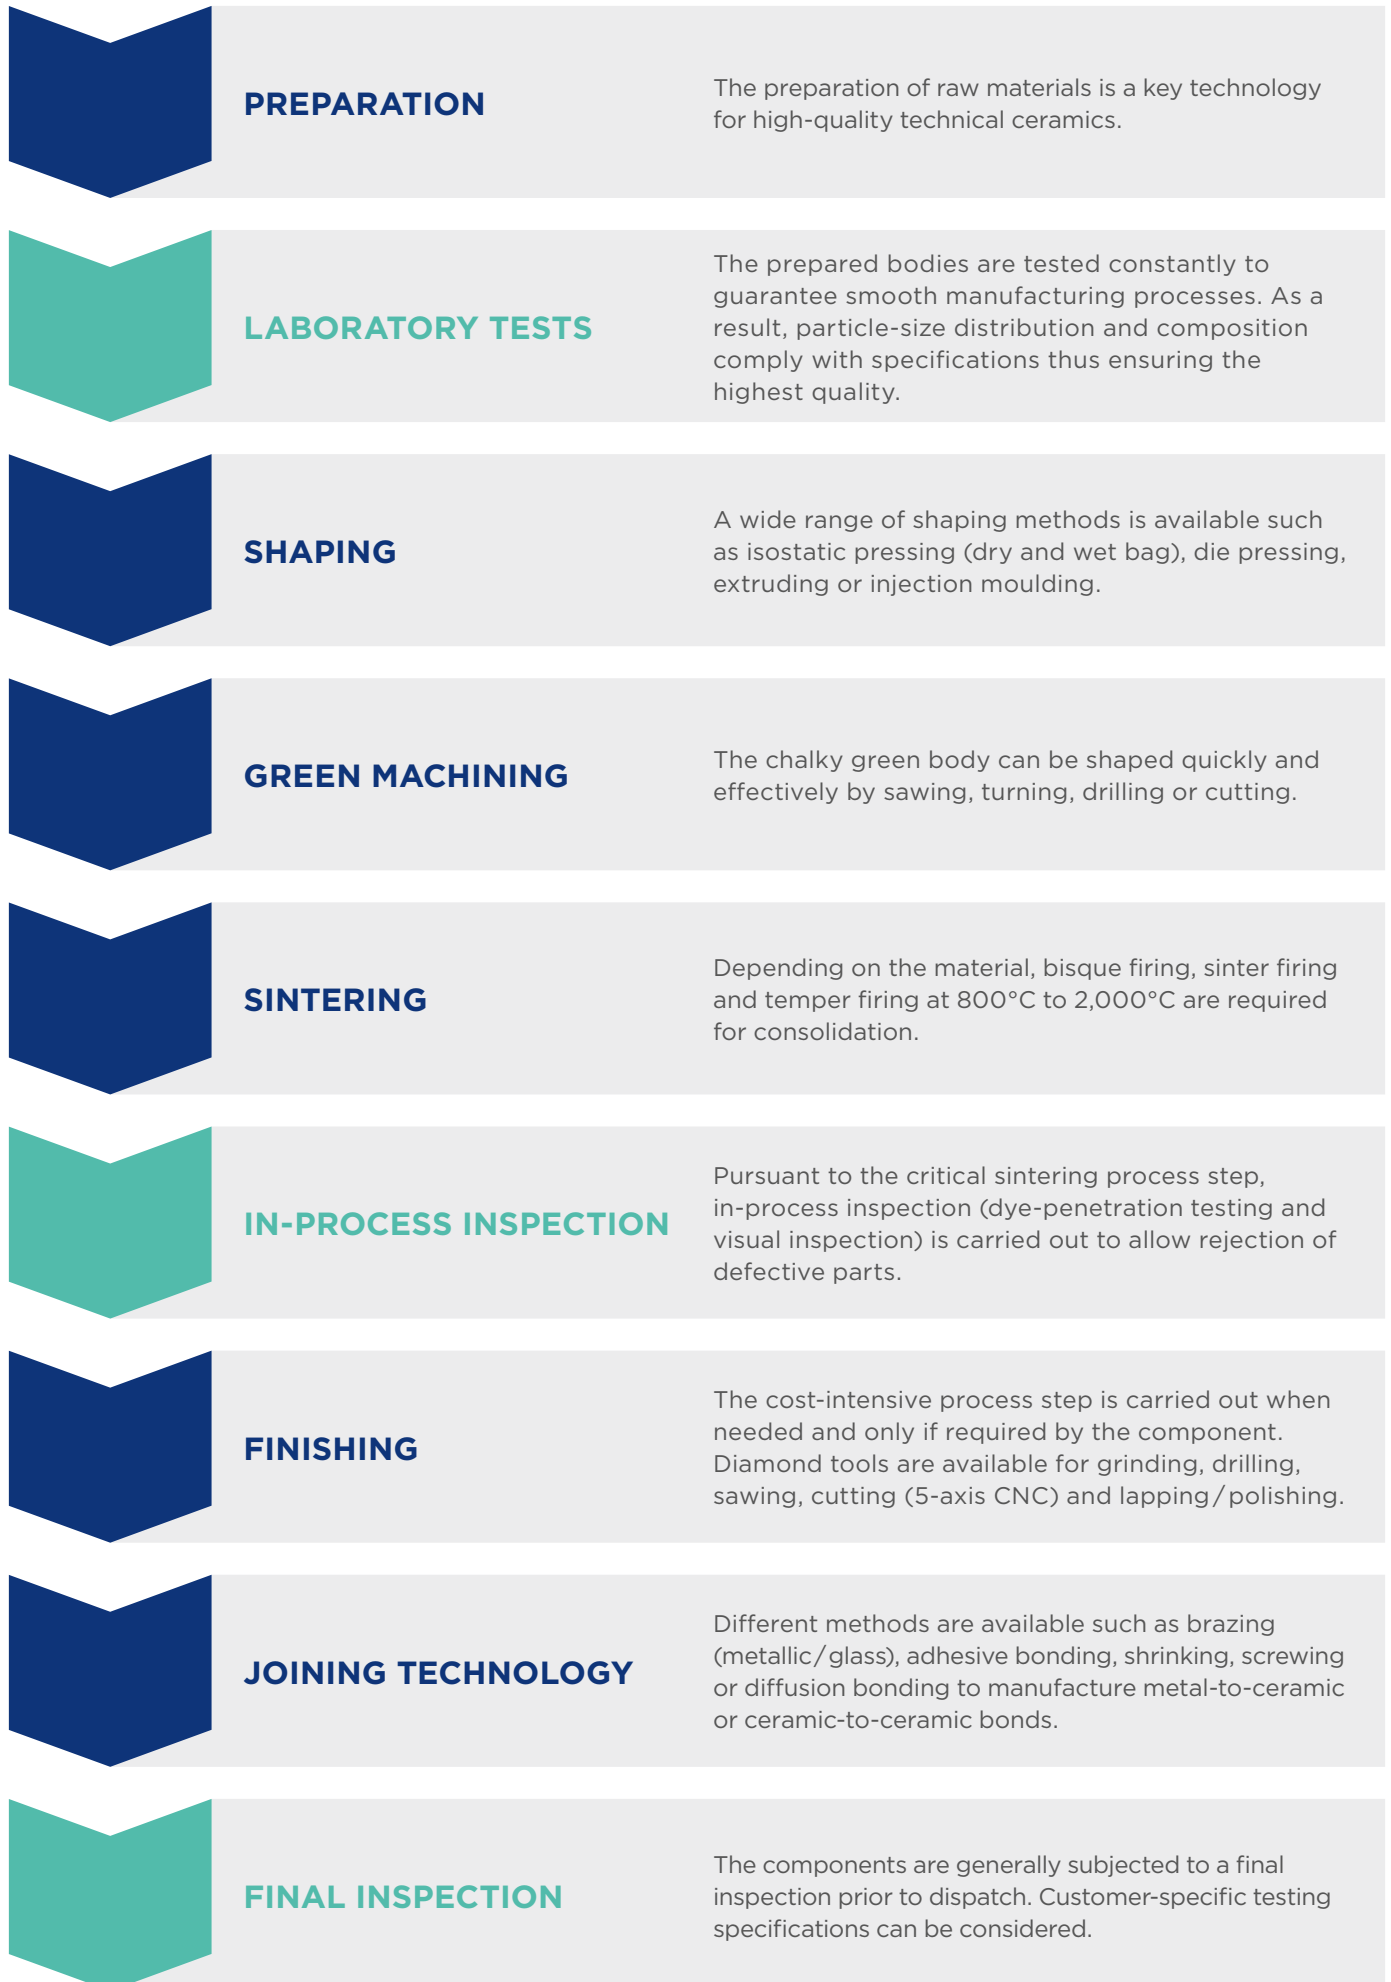 PREPARATION
The preparation of raw materials is a key technology
for high-quality technical ceramics.
LABORATORY TESTS
The prepared bodies are tested constantly to
guarantee smooth manufacturing processes. As a
result, particle-size distribution and composition
comply with specifications thus ensuring the
highest quality.
SHAPING
A wide range of shaping methods is available such
as isostatic pressing (dry and wet bag), die pressing,
extruding or injection moulding.
GREEN MACHINING
The chalky green body can be shaped quickly and
effectively by sawing, turning, drilling or cutting.
SINTERING
Depending on the material, bisque firing, sinter firing
and temper firing at 800°C to 2,000°C are required
for consolidation.
IN-PROCESS INSPECTION
Pursuant to the critical sintering process step,
in-process inspection (dye-penetration testing and
visual inspection) is carried out to allow rejection of
defective parts.
FINISHING
The cost-intensive process step is carried out when
needed and only if required by the component.
Diamond tools are available for grinding, drilling,
sawing, cutting (5-axis CNC) and lapping/polishing.
JOINING TECHNOLOGY
Different methods are available such as brazing
(metallic/glass), adhesive bonding, shrinking, screwing
or diffusion bonding to manufacture metal-to-ceramic
or ceramic-to-ceramic bonds.
FINAL INSPECTION
The components are generally subjected to a final
inspection prior to dispatch. Customer-specific testing
specifications can be considered.